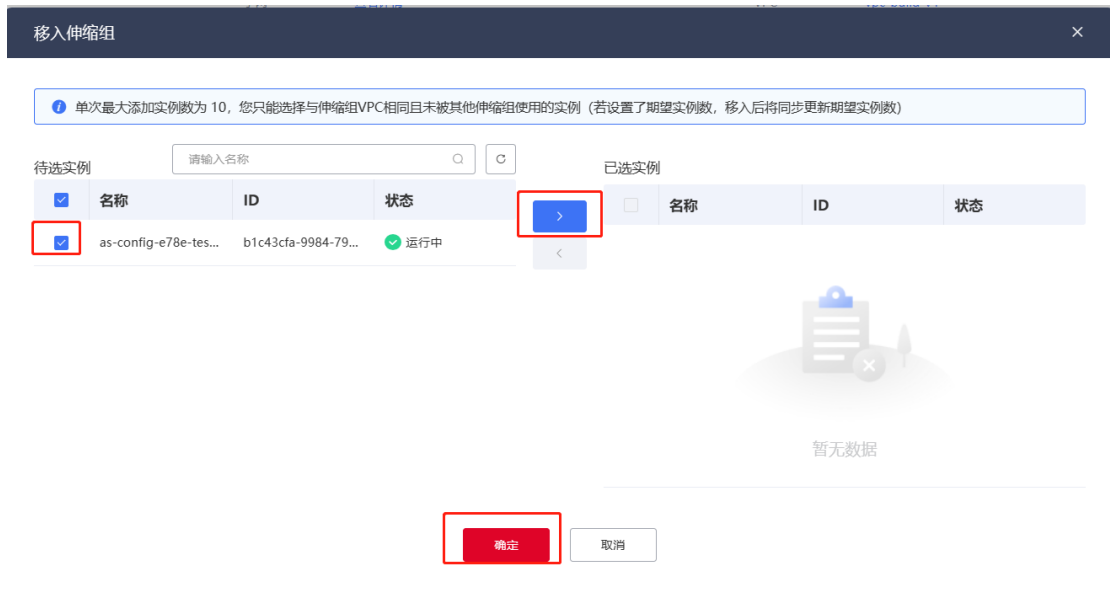 移入伸缩组
单次最大添加实例数为 10，您只能选择与伸缩组VPC相同且未被其他伸缩组使用的实例（若设置了期望实例数，移入后将同步更新期望实例数）
待选实例
请输入名称
已选实例
名称 ID 状态
名称 ID 状态
as-config-e78e-tes... b1c43cfa-9984-79... 运行中
暂无数据
确定
取消